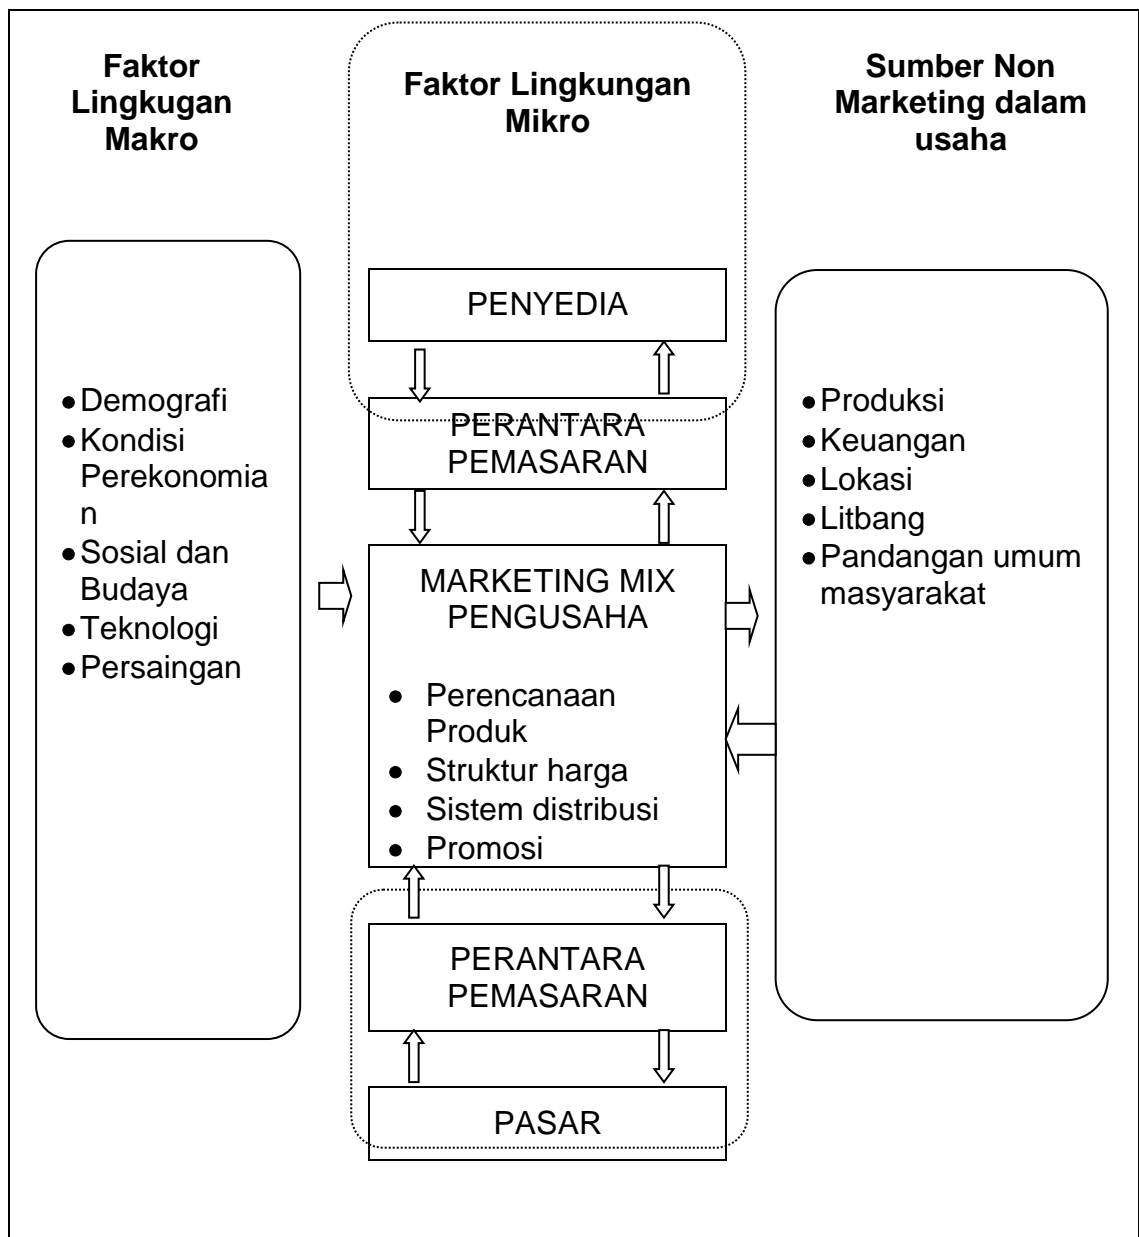 Faktor
Lingkugan
Makro
Faktor Lingkungan
Mikro
Sumber Non
Marketing dalam
usaha
● Demografi
● Kondisi
Perekonomia
n
● Sosial dan
Budaya
● Teknologi
● Persaingan
PENYEDIA
PERANTARA
PEMASARAN
MARKETING MIX
PENGUSAHA
● Perencanaan
Produk
● Struktur harga
● Sistem distribusi
● Promosi
PERANTARA
PEMASARAN
PASAR
● Produksi
● Keuangan
● Lokasi
● Litbang
● Pandangan umum
masyarakat